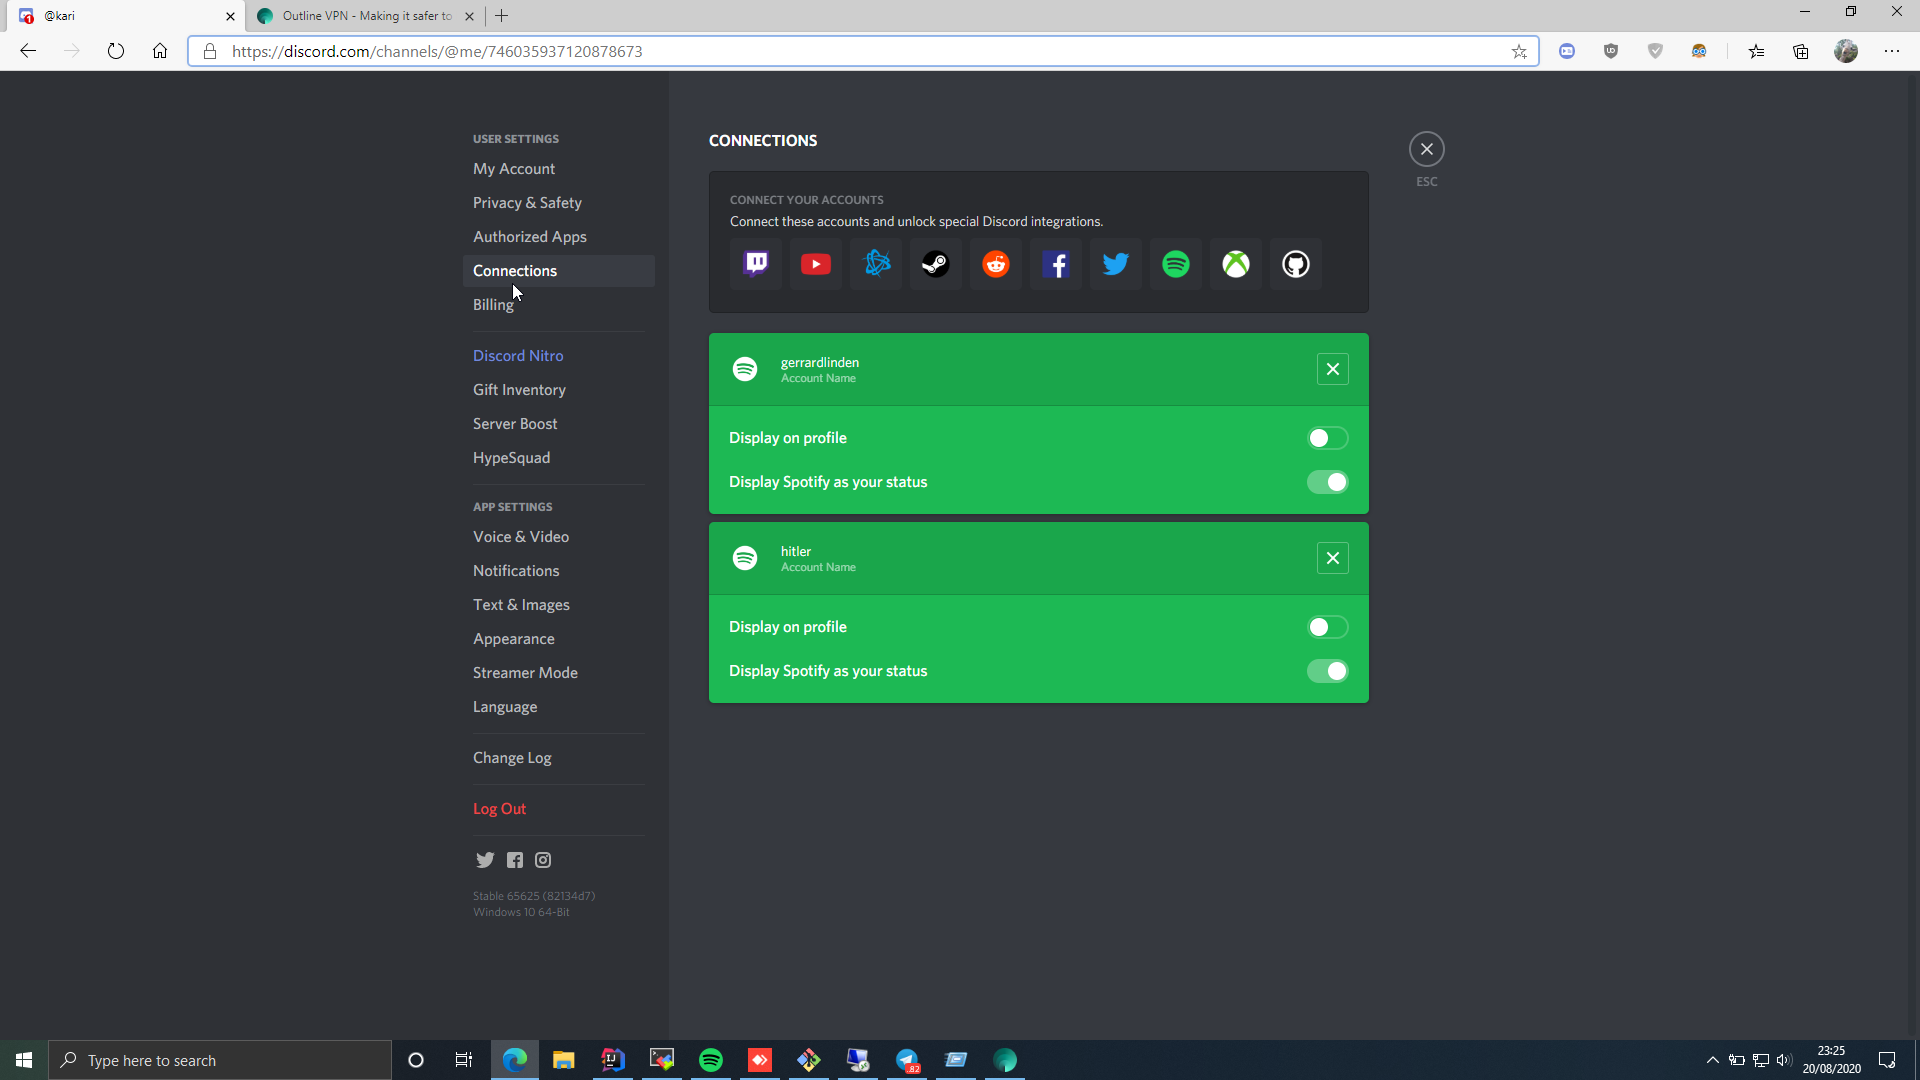 @kari
Outline VPN - Making it safer to
https://discord.com/channels/@me/746035937120878673
USER SETTINGS
My Account
Privacy & Safety
Authorized Apps
Connections
Billing
Discord Nitro
Gift Inventory
Server Boost
HypeSquad
APP SETTINGS
Voice & Video
Notifications
Text & Images
Appearance
Streamer Mode
Language
Change Log
Log Out
Stable 65625 (82134d7)
Windows 10 64-Bit
CONNECTIONS
ESC
CONNECT YOUR ACCOUNTS
Connect these accounts and unlock special Discord integrations.
gerrardlinden
Account Name
Display on profile
Display Spotify as your status
hitler
Account Name
Display on profile
Display Spotify as your status
Type here to search
82
23:25
20/08/2020